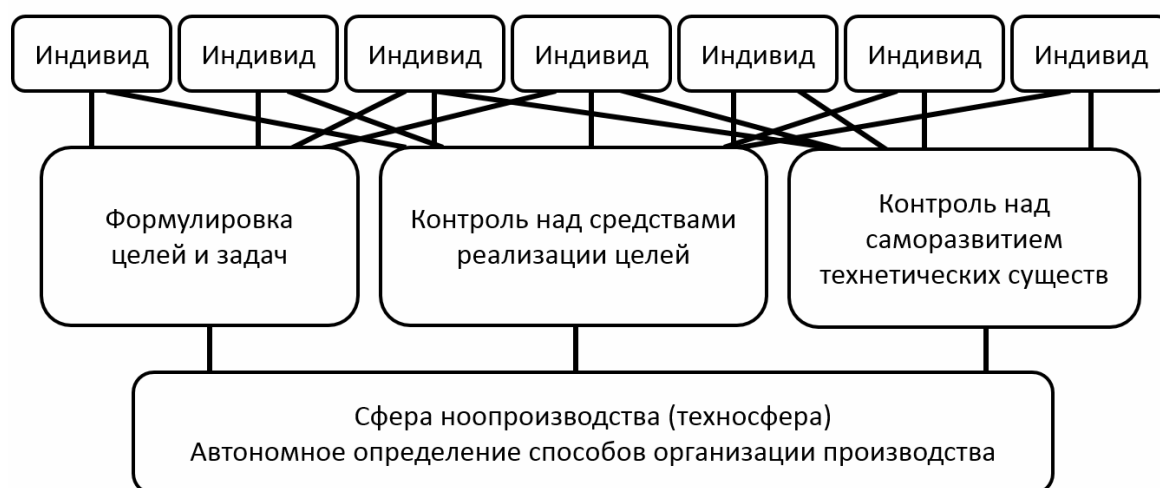 Индивид
Индивид
Индивид
Индивид
Индивид
Индивид
Индивид
Формулировка
целей и задач
Контроль над средствами
реализации целей
Контроль над
саморазвитием
технетических существ
Сфера ноопроизводства (техносфера)
Автономное определение способов организации производства